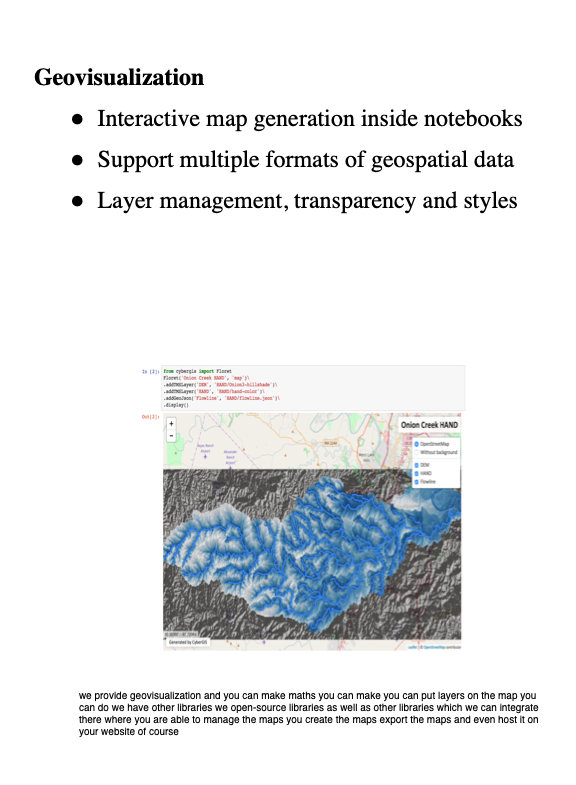 Geovisualization
● Interactive map generation inside notebooks
● Support multiple formats of geospatial data
● Layer management, transparency and styles
In [2]: from cybergis import Floret
Floret('Onion Creek HAND', 'map')\
.addTMSLayer('DEM', 'HAND/Onion3-hillshade')\
.addTMSLayer('HAND', 'HAND/hand-color')\
.addGeoJson('Flowline', 'HAND/flowline.json')\
.display()
Out[2]:
+
−
Onion Creek HAND
OpenStreetMap
Without background
DEM
HAND
Flowline
Generated by CyberGIS
Leaflet | © OpenStreetMap contributors
we provide geovisualization and you can make maths you can make you can put layers on the map you
can do we have other libraries we open-source libraries as well as other libraries which we can integrate
there where you are able to manage the maps you create the maps export the maps and even host it on
your website of course